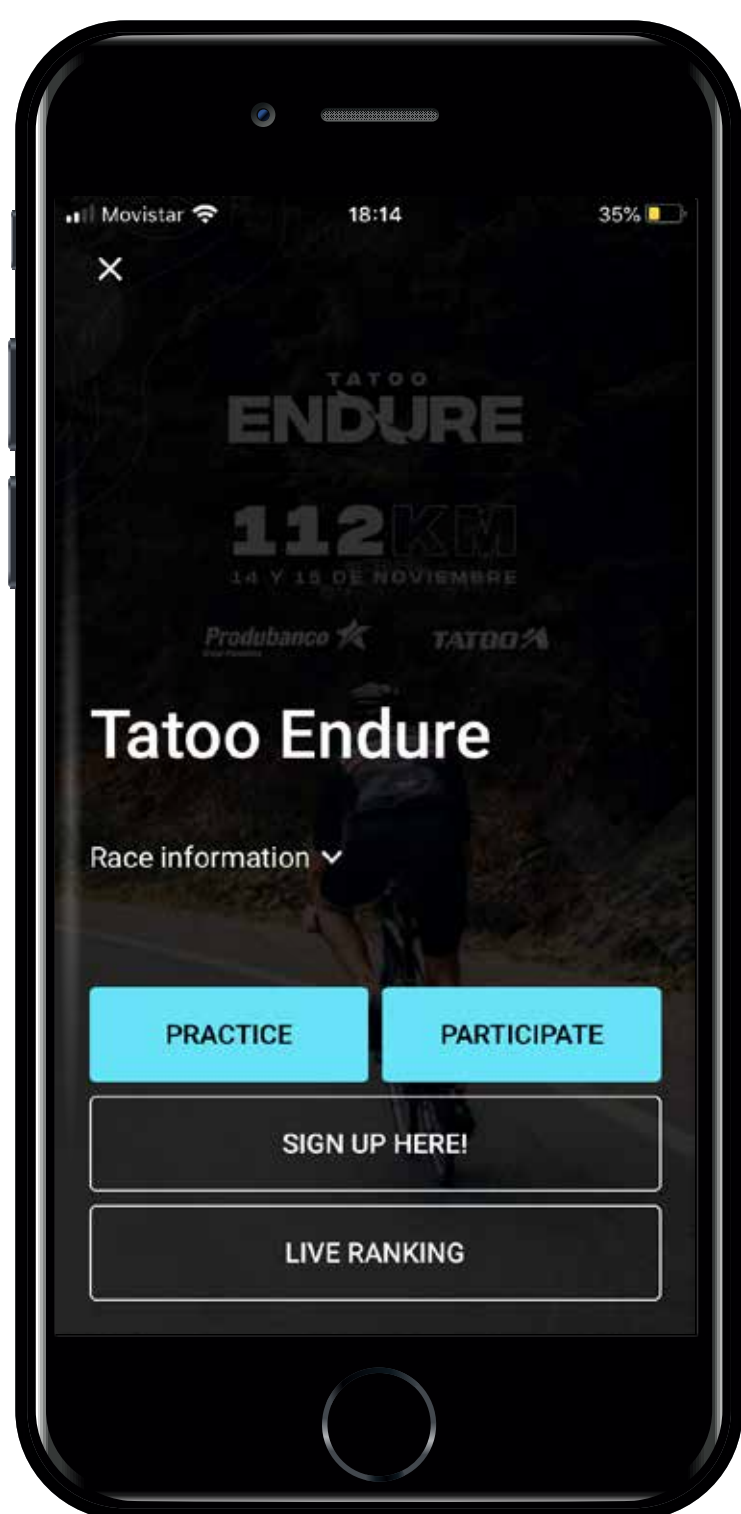 Movistar 18:14 35%
TATOO
ENDURE
112KM
14 Y 15 DE NOVIEMBRE
Produbanco TATOO
Tatoo Endure
Race information
PRACTICE PARTICIPATE
SIGN UP HERE!
LIVE RANKING